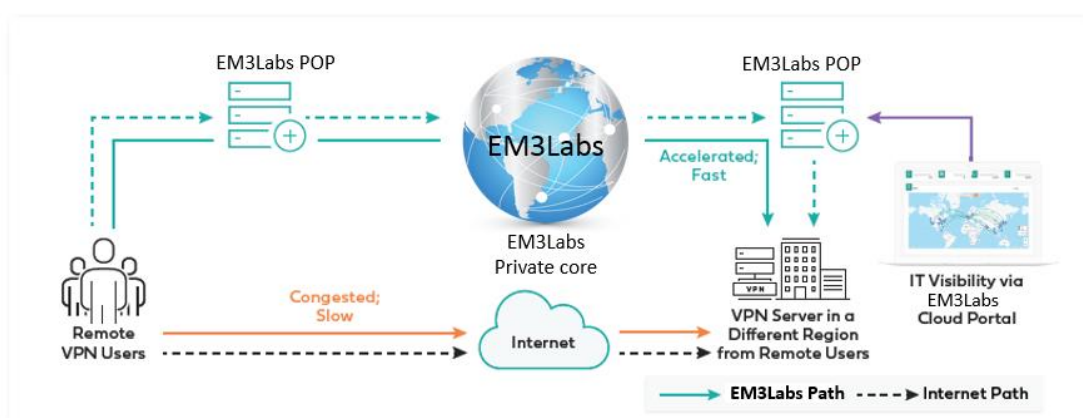 EM3Labs POP
EM3Labs POP
EM3Labs
Accelerated;
Fast
EM3Labs
Private core
Congested;
Slow
Internet
Remote
VPN Users
VPN
VPN Server in a
Different Region
from Remote Users
IT Visibility via
EM3Labs
Cloud Portal
EM3Labs Path
Internet Path